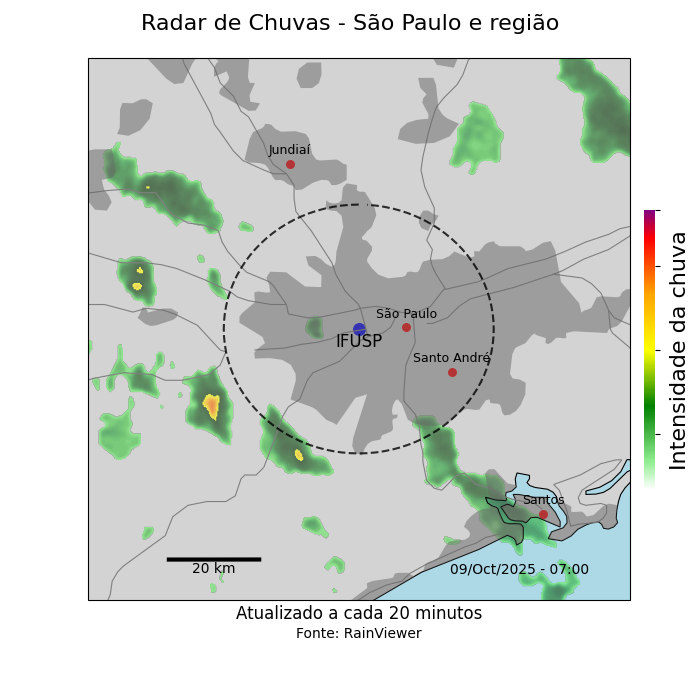 Radar de Chuvas - São Paulo e região
Jundiaí
São Paulo
IFUSP
Santo André
Santos
20 km
09/Oct/2025 - 07:00
Intensidade da chuva
Atualizado a cada 20 minutos
Fonte: RainViewer